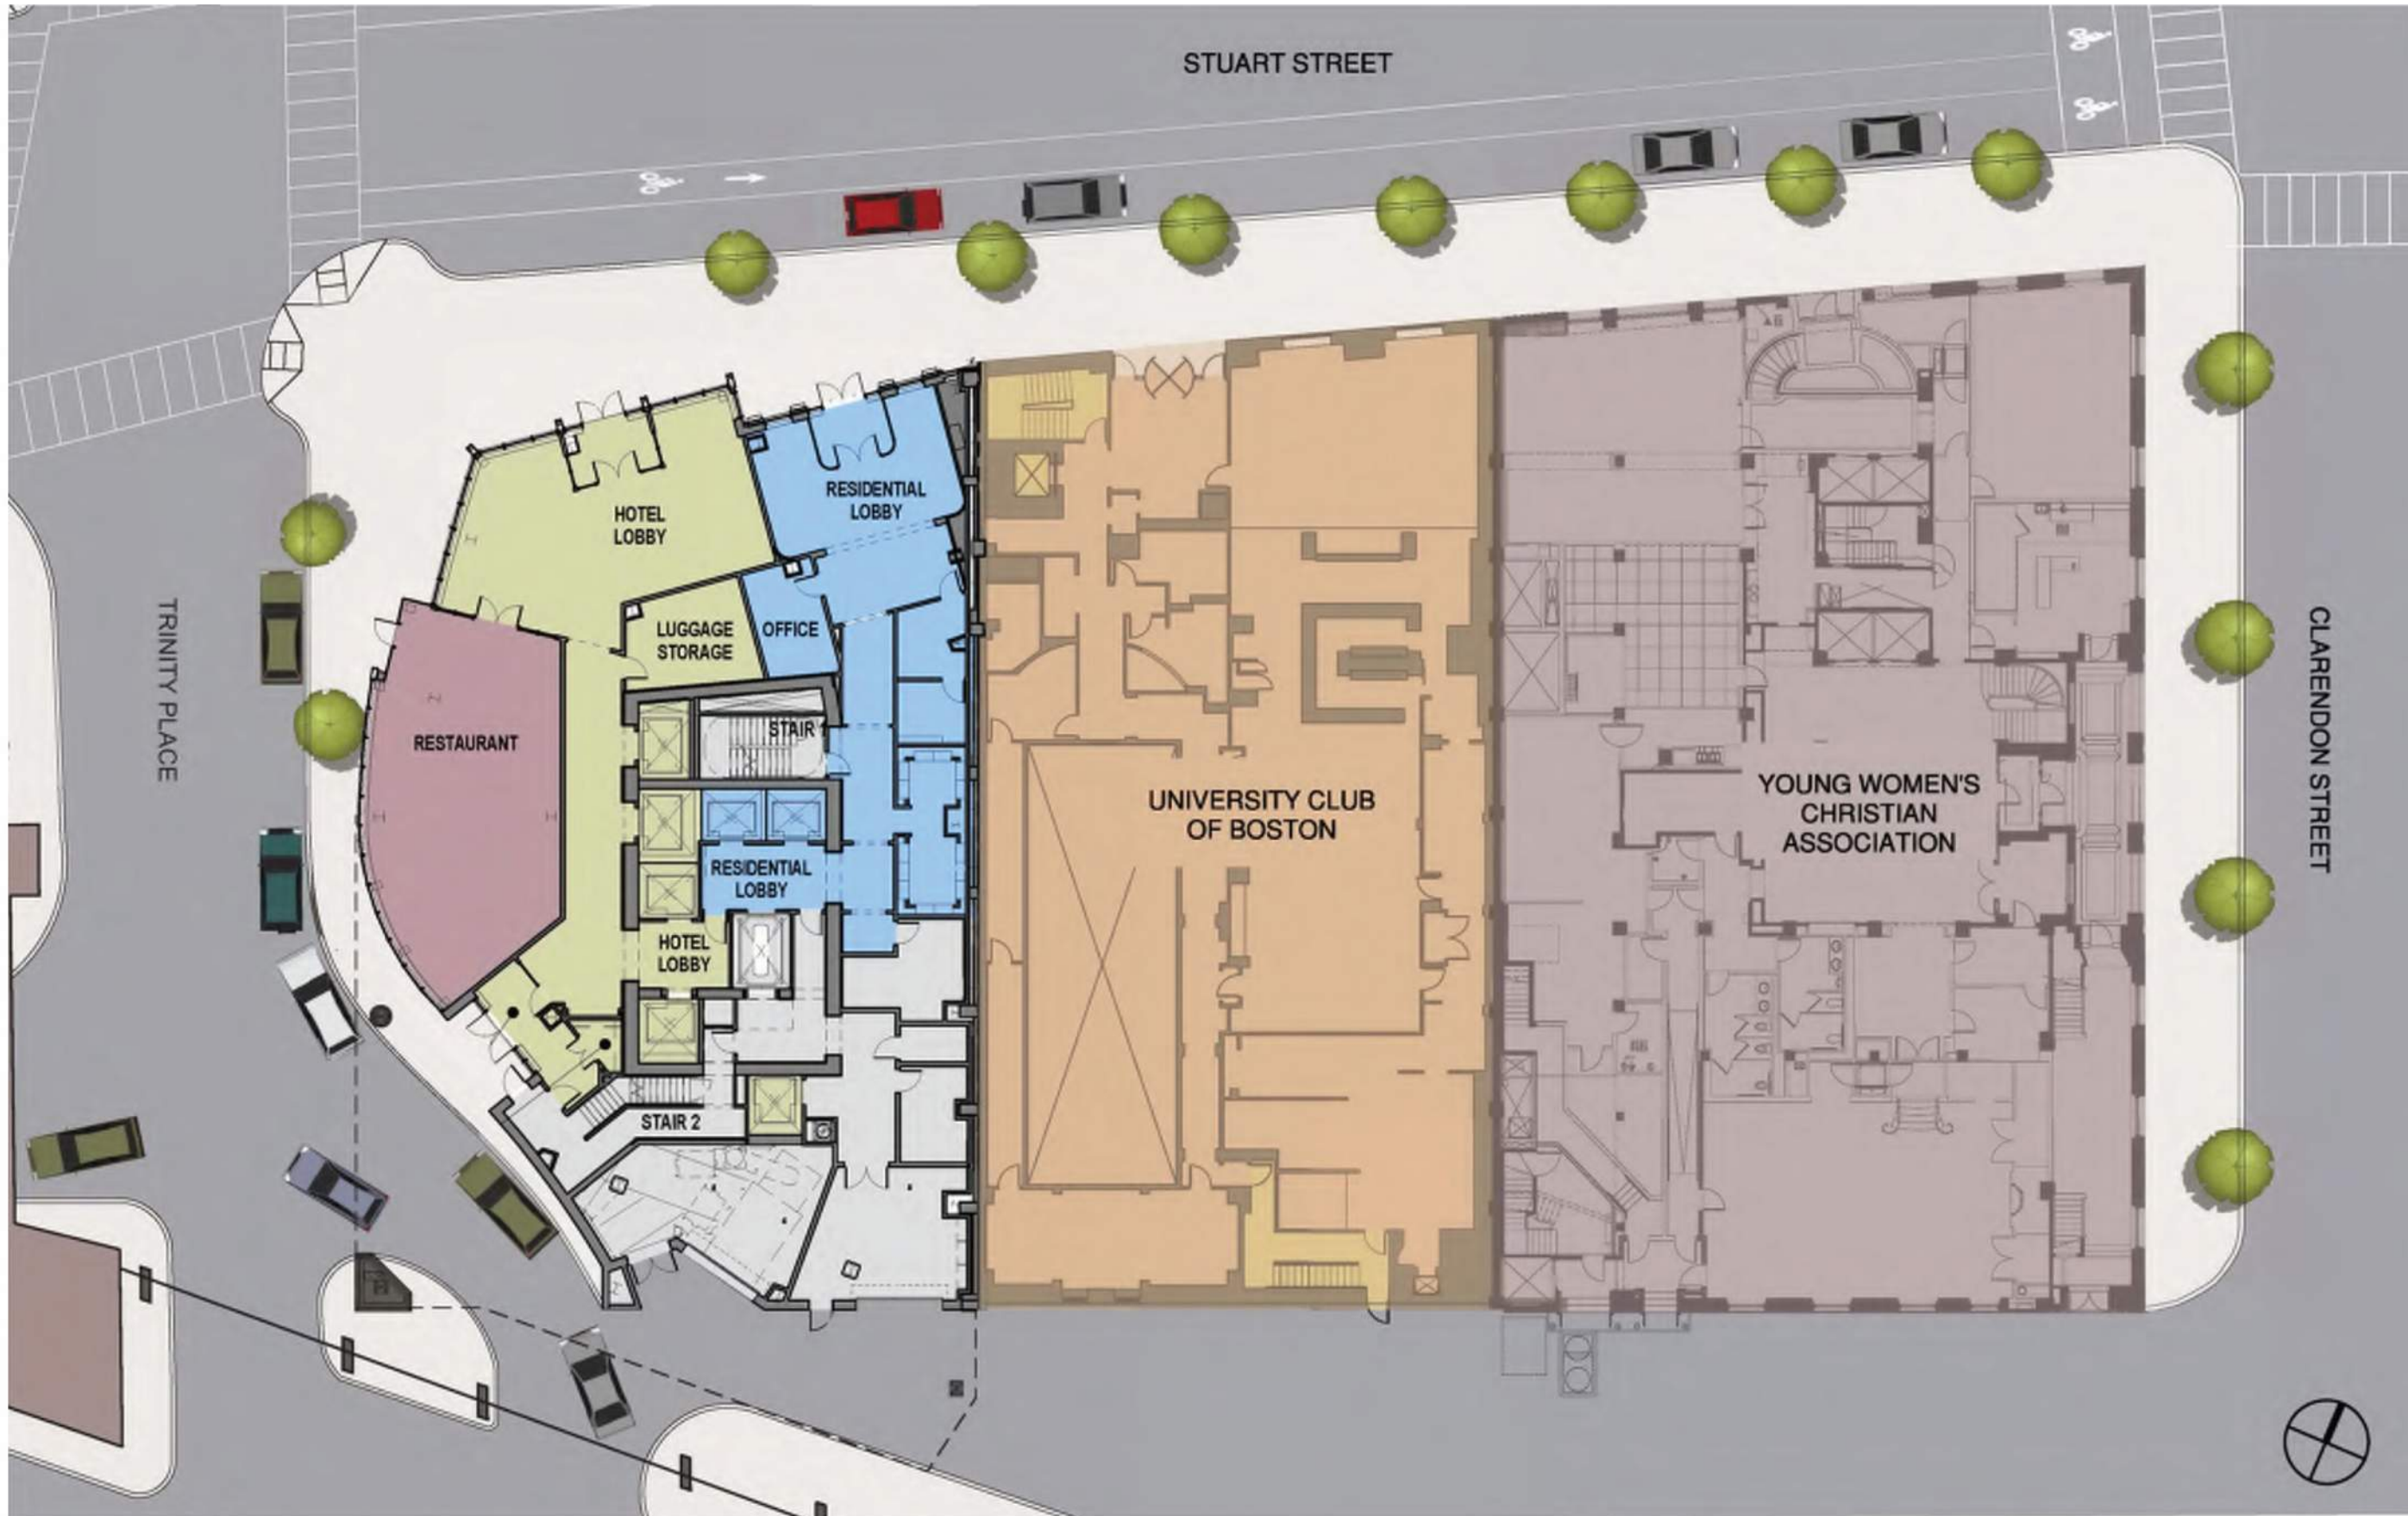 STUART STREET
TRINITY PLACE
CLARENDON STREET
HOTEL
LOBBY
RESIDENTIAL
LOBBY
LUGGAGE
STORAGE
OFFICE
RESTAURANT
STAIR 1
RESIDENTIAL
LOBBY
HOTEL
LOBBY
STAIR 2
UNIVERSITY CLUB
OF BOSTON
YOUNG WOMEN'S
CHRISTIAN
ASSOCIATION